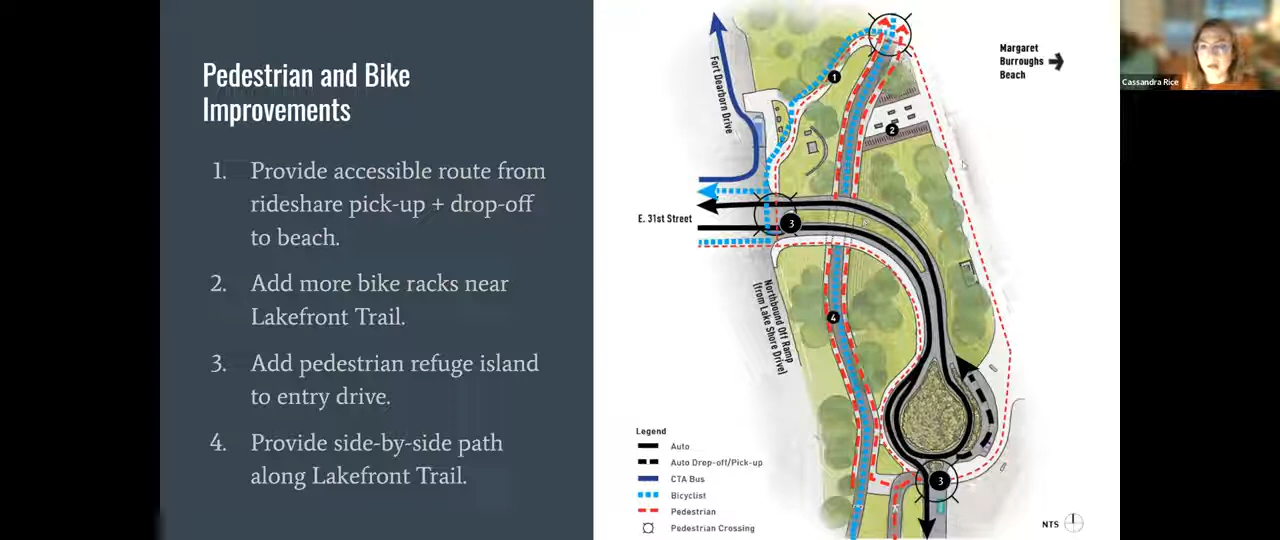 Pedestrian and Bike
Improvements
1. Provide accessible route from
rideshare pick-up + drop-off
to beach.
2. Add more bike racks near
Lakefront Trail.
3. Add pedestrian refuge island
to entry drive.
4. Provide side-by-side path
along Lakefront Trail.
Fort Dearborn Drive
1
2
Margaret
Burroughs
Beach
E. 31st Street
3
Northbound Off Ramp
(from Lake Shore Drive)
4
3
Legend
Auto
Auto Drop-off/Pick-up
CTA Bus
Bicyclist
Pedestrian
Pedestrian Crossing
NTS
Cassandra Rice